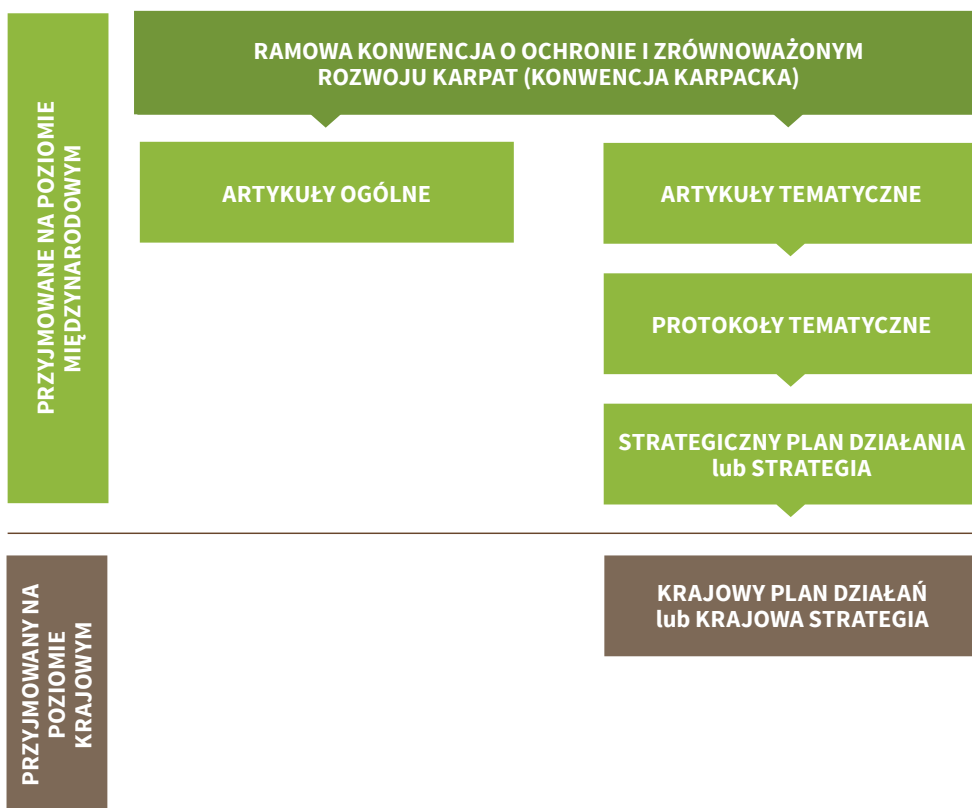 PRZYJMOWANE NA POZIOMIE
MIĘDZYNARODOWYM
RAMOWA KONWENCJA O OCHRONIE I ZRÓWNOWAŻONYM
ROZWOJU KARPAT (KONWENCJA KARPACKA)
ARTYKUŁY OGÓLNE
ARTYKUŁY TEMATYCZNE
PROTOKOŁY TEMATYCZNE
STRATEGICZNY PLAN DZIAŁANIA
lub STRATEGIA
PRZYJMOWANY NA
POZIOMIE
KRAJOWYM
KRAJOWY PLAN DZIAŁAŃ
lub KRAJOWA STRATEGIA